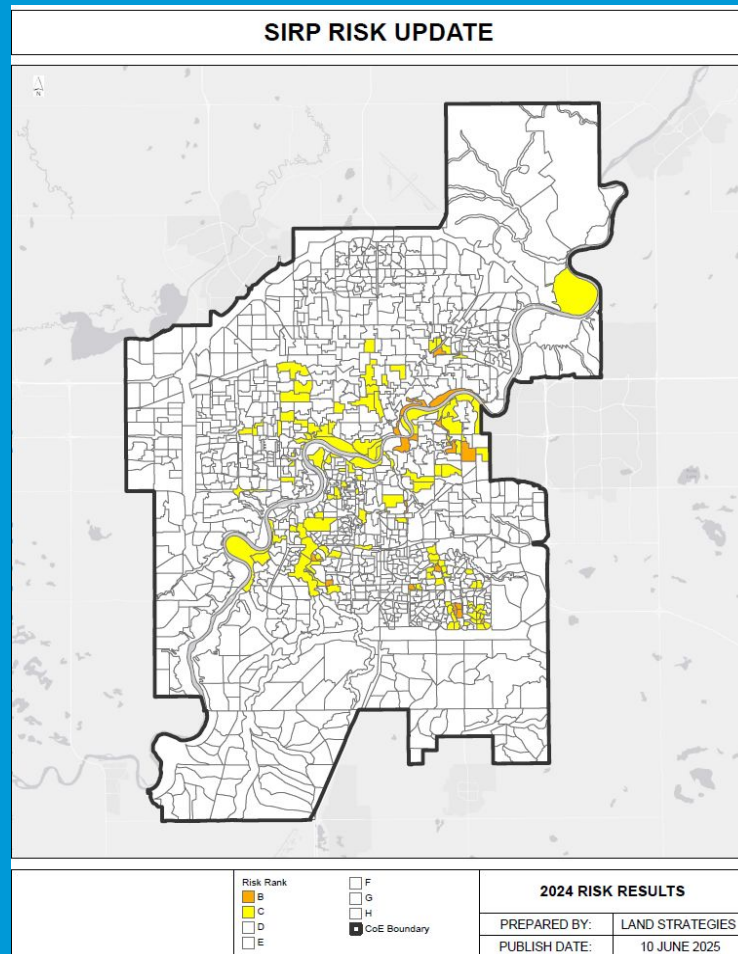 SIRP RISK UPDATE
N
Risk Rank
B
C
D
E
F
G
H
CoE Boundary
2024 RISK RESULTS
PREPARED BY: LAND STRATEGIES
PUBLISH DATE: 10 JUNE 2025